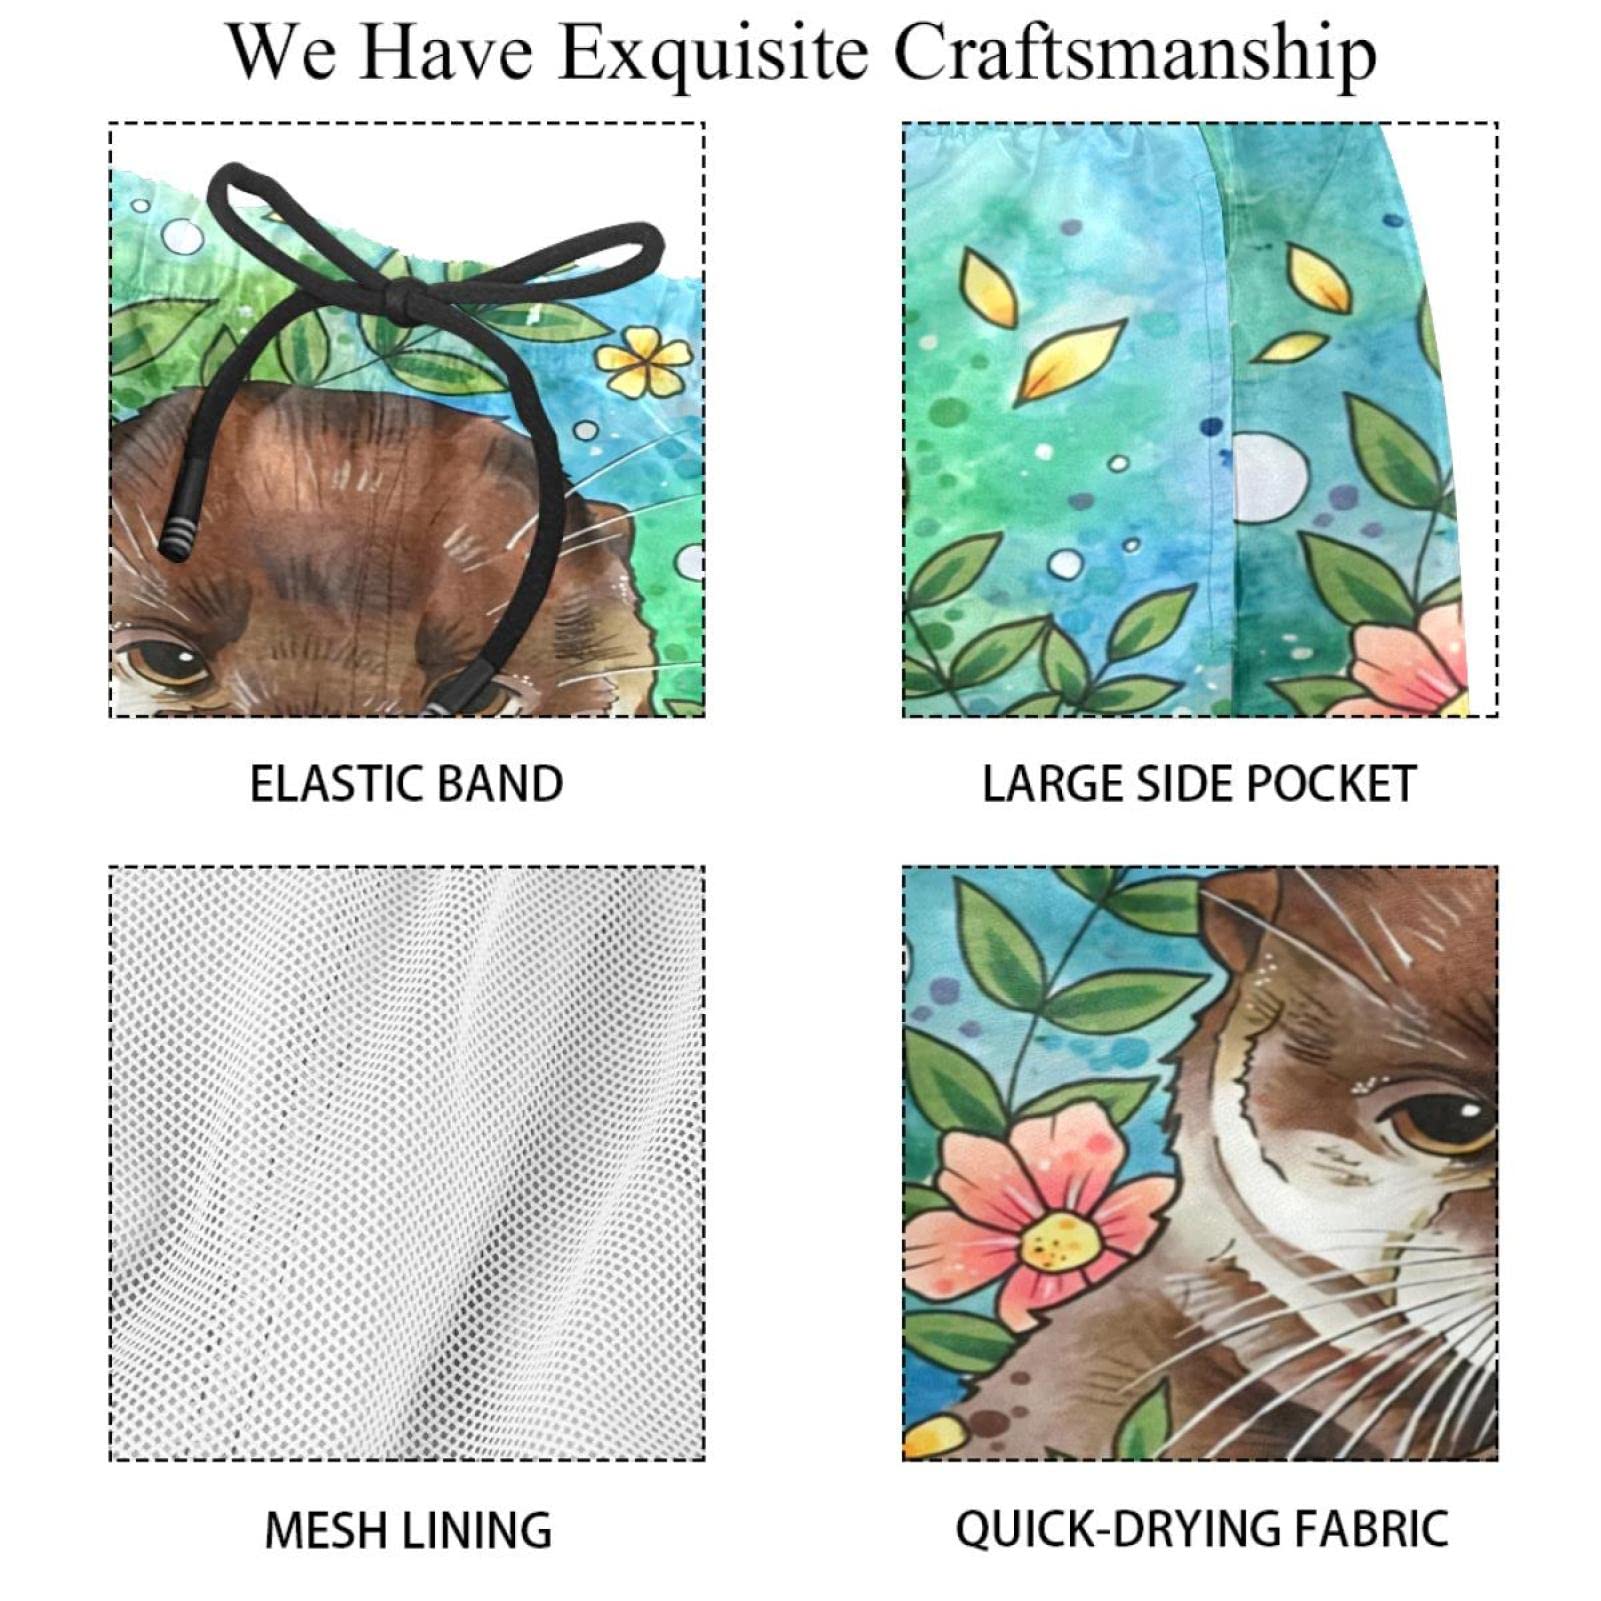 We Have Exquisite Craftsmanship
ELASTIC BAND
LARGE SIDE POCKET
MESH LINING
QUICK-DRYING FABRIC